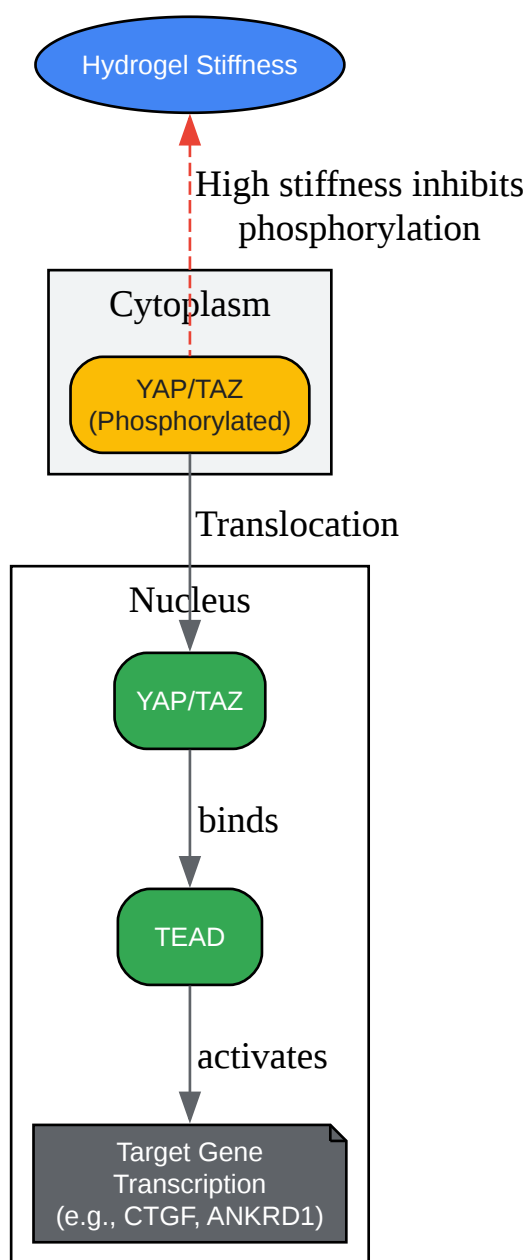 Hydrogel Stiffness
High stiffness inhibits
phosphorylation
Cytoplasm
YAP/TAZ
(Phosphorylated)
Translocation
Nucleus
YAP/TAZ
binds
TEAD
activates
Target Gene
Transcription
(e.g., CTGF, ANKRD1)